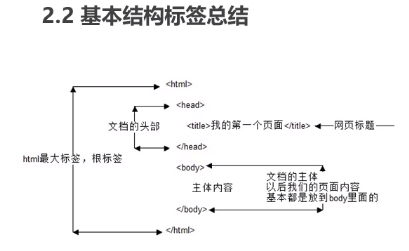 2.2 基本结构标签总结
<html>
<head>
文档的头部
<title>我的第一个页面</title>
网页标题
</head>
html最大标签，根标签
<body>
主体内容
文档的主体
以后我们的页面内容
基本都是放到body里面的
</body>
</html>